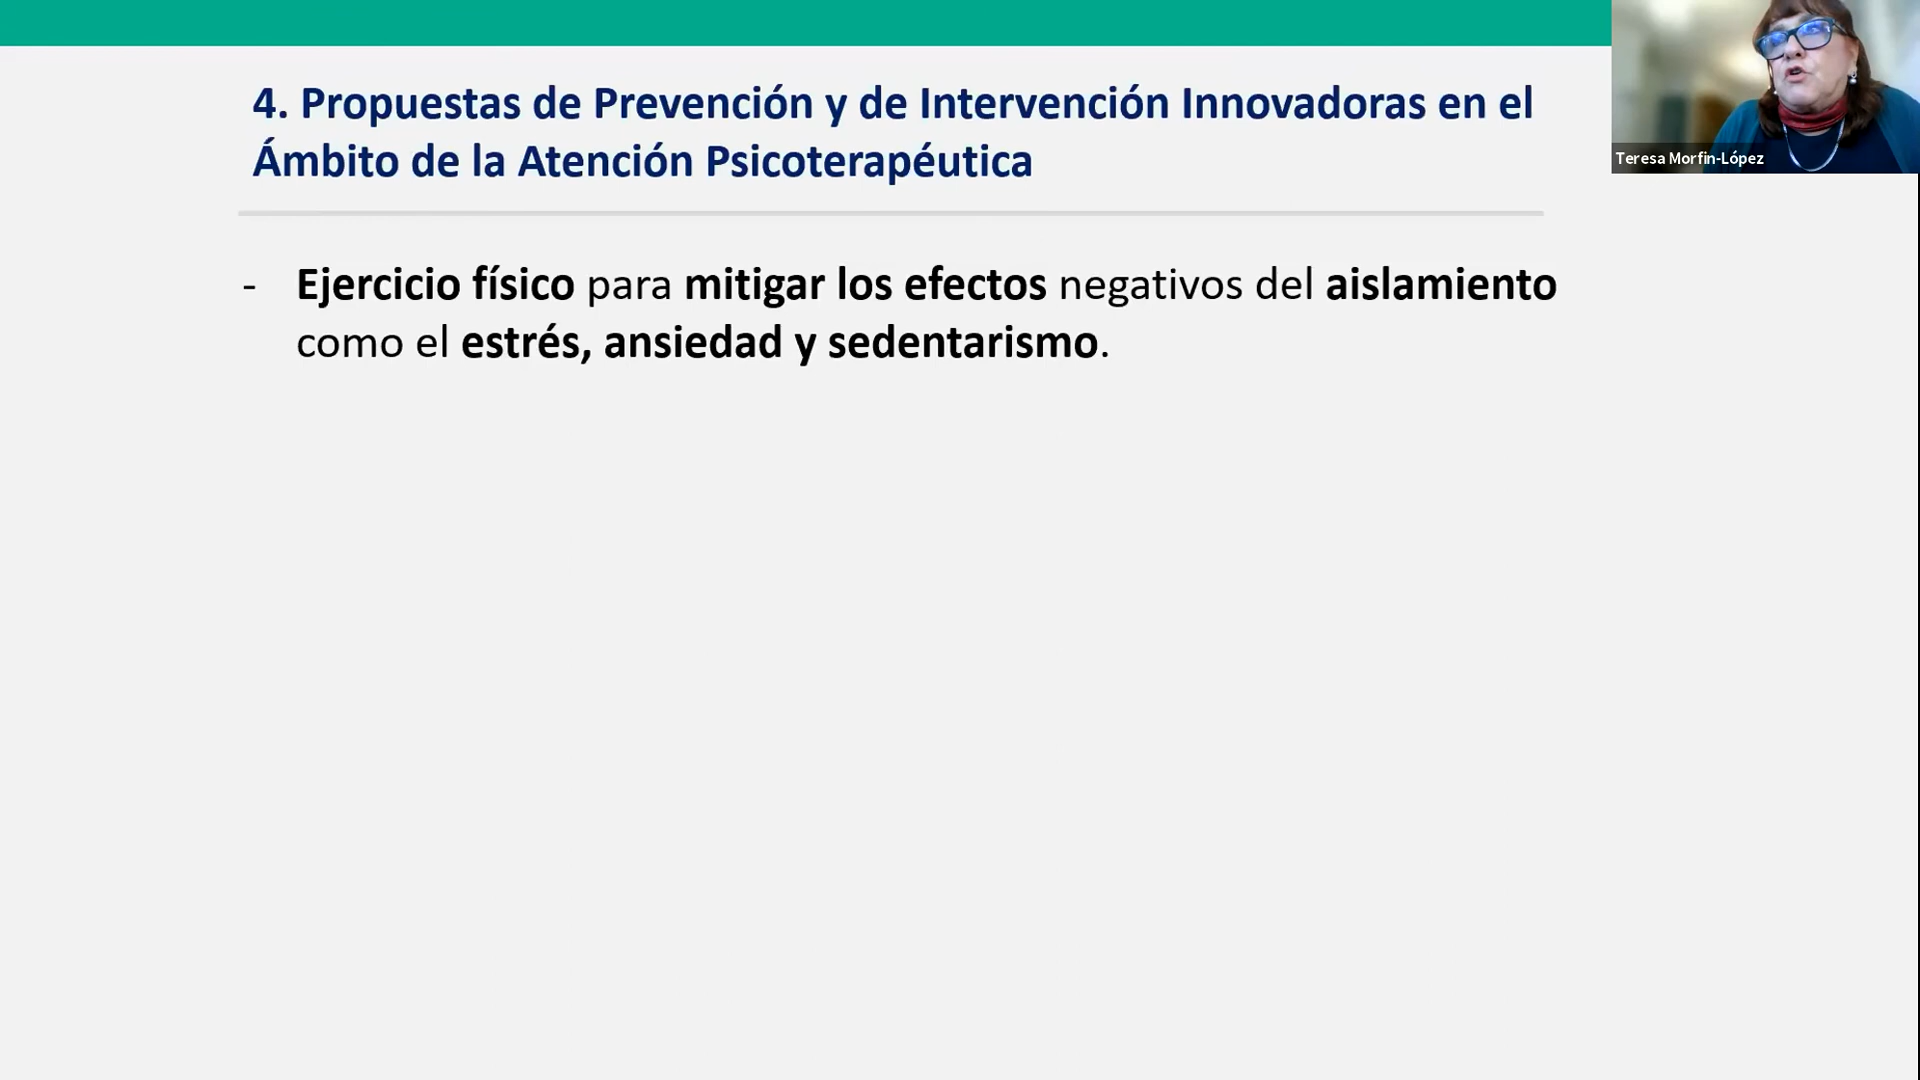 4. Propuestas de Prevención y de Intervención Innovadoras en el
Ámbito de la Atención Psicoterapéutica
- Ejercicio físico para mitigar los efectos negativos del aislamiento
como el estrés, ansiedad y sedentarismo.
Teresa Morfin-López